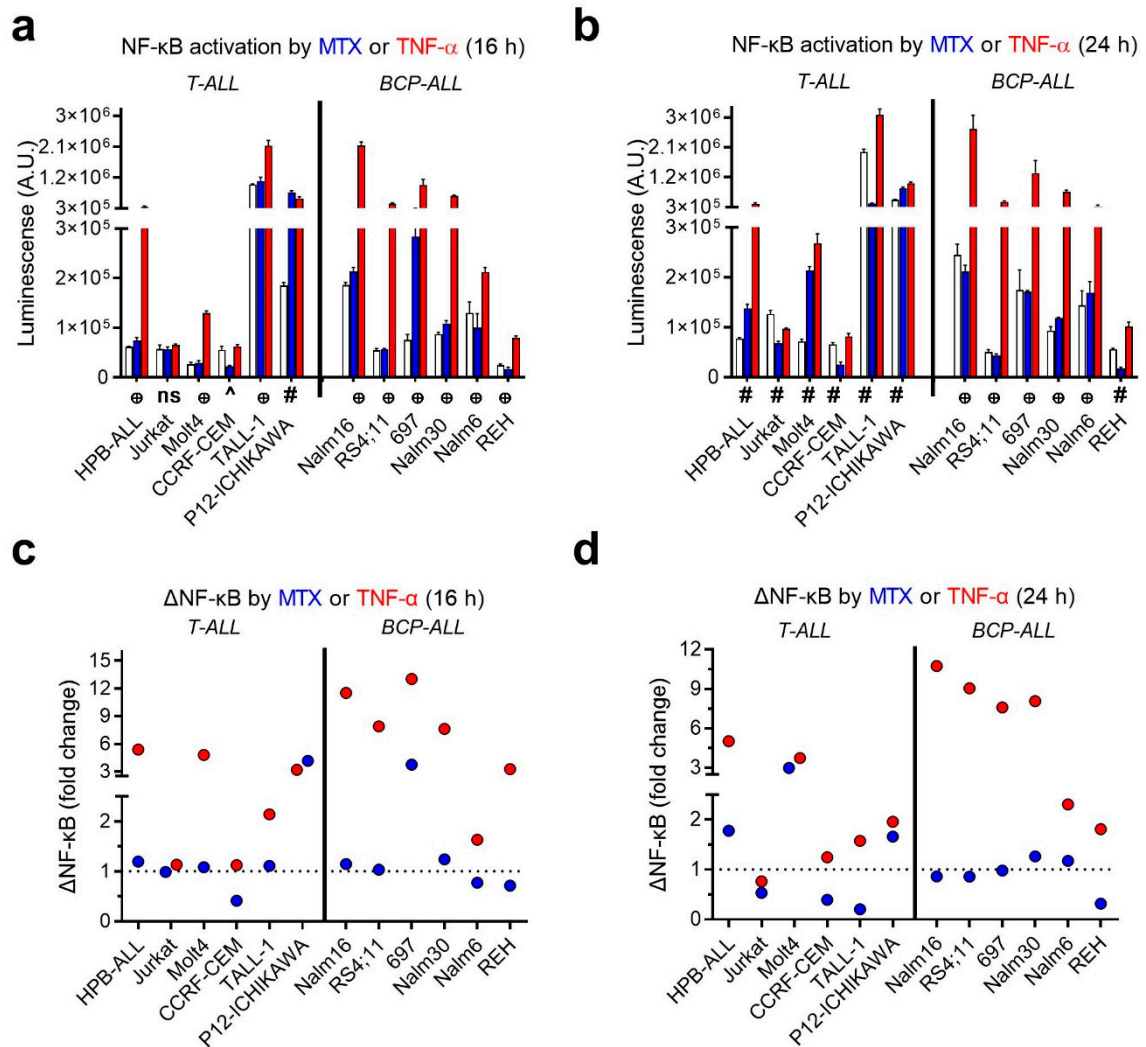 a
NF-κB activation by MTX or TNF-α (16 h)
T-ALL
BCP-ALL
Luminescense (A.U.)
3×10⁶
2.1×10⁶
1.2×10⁶
3×10⁵
3×10⁵
2×10⁵
1×10⁵
0
⊕ ns ⊕ ^ ⊕ # ⊕ ⊕ ⊕ ⊕ ⊕ ⊕
HPB-ALL
Jurkat
Molt4
CCRF-CEM
TALL-1
P12-ICHIKAWA
Nalm16
RS4;11
697
Nalm30
Nalm6
REH
b
NF-κB activation by MTX or TNF-α (24 h)
T-ALL
BCP-ALL
Luminescense (A.U.)
3×10⁶
2.1×10⁶
1.2×10⁶
3×10⁵
3×10⁵
2×10⁵
1×10⁵
0
# # # # # # ⊕ ⊕ ⊕ ⊕ ⊕ #
HPB-ALL
Jurkat
Molt4
CCRF-CEM
TALL-1
P12-ICHIKAWA
Nalm16
RS4;11
697
Nalm30
Nalm6
REH
c
ΔNF-κB by MTX or TNF-α (16 h)
T-ALL
BCP-ALL
ΔNF-κB (fold change)
15
12
9
6
3
2
1
0
HPB-ALL
Jurkat
Molt4
CCRF-CEM
TALL-1
P12-ICHIKAWA
Nalm16
RS4;11
697
Nalm30
Nalm6
REH
d
ΔNF-κB by MTX or TNF-α (24 h)
T-ALL
BCP-ALL
ΔNF-κB (fold change)
12
9
6
3
2
1
0
HPB-ALL
Jurkat
Molt4
CCRF-CEM
TALL-1
P12-ICHIKAWA
Nalm16
RS4;11
697
Nalm30
Nalm6
REH